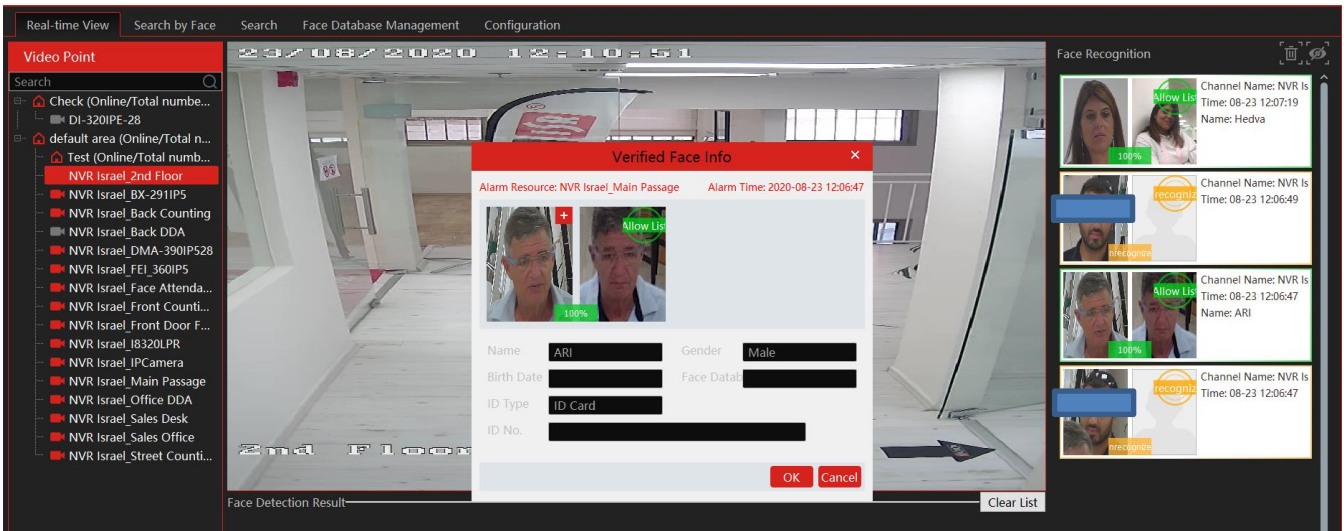 Real-time View Search by Face Search Face Database Management Configuration
Video Point
Search
Check (Online/Total numbe...
DI-320IPE-28
default area (Online/Total n...
Test (Online/Total numb...
NVR Israel_2nd Floor
NVR Israel_BX-291IP5
NVR Israel_Back Counting
NVR Israel_Back DDA
NVR Israel_DMA-390IP528
NVR Israel_FEI_360IP5
NVR Israel_Face Attenda...
NVR Israel_Front Counti...
NVR Israel_Front Door F...
NVR Israel_I8320LPR
NVR Israel_IPCamera
NVR Israel_Main Passage
NVR Israel_Office DDA
NVR Israel_Sales Desk
NVR Israel_Sales Office
NVR Israel_Street Counti...
23/08/2020 12:10:51
2nd Floor
Verified Face Info
Alarm Resource: NVR Israel_Main Passage Alarm Time: 2020-08-23 12:06:47
Allow Lis
100%
Name ARI Gender Male
Birth Date Face Datab
ID Type ID Card
ID No.
OK Cancel
Face Detection Result Clear List
Face Recognition
Allow List
100%
Channel Name: NVR Is
Time: 08-23 12:07:19
Name: Hedva
recogniz
nrecognize
Channel Name: NVR Is
Time: 08-23 12:06:49
Allow Lis
100%
Channel Name: NVR Is
Time: 08-23 12:06:47
Name: ARI
recogniz
nrecognize
Channel Name: NVR Is
Time: 08-23 12:06:47